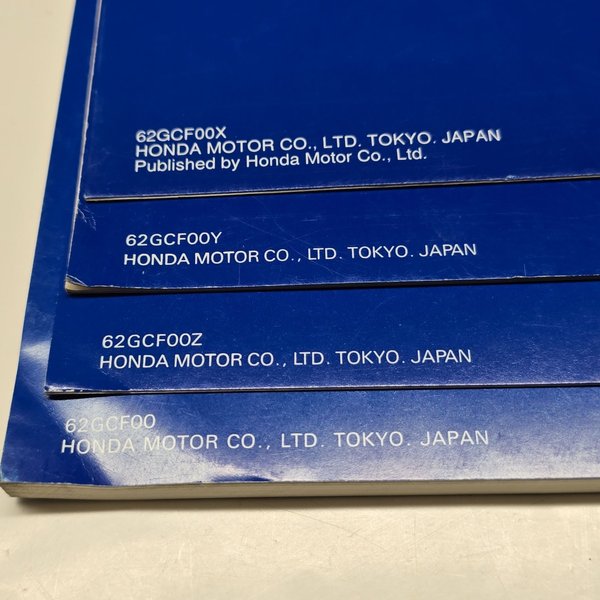 62GCF00X
HONDA MOTOR CO., LTD. TOKYO. JAPAN
Published by Honda Motor Co., Ltd.
62GCF00Y
HONDA MOTOR CO., LTD. TOKYO. JAPAN
62GCF00Z
HONDA MOTOR CO., LTD. TOKYO. JAPAN
62GCF00
HONDA MOTOR CO., LTD. TOKYO. JAPAN